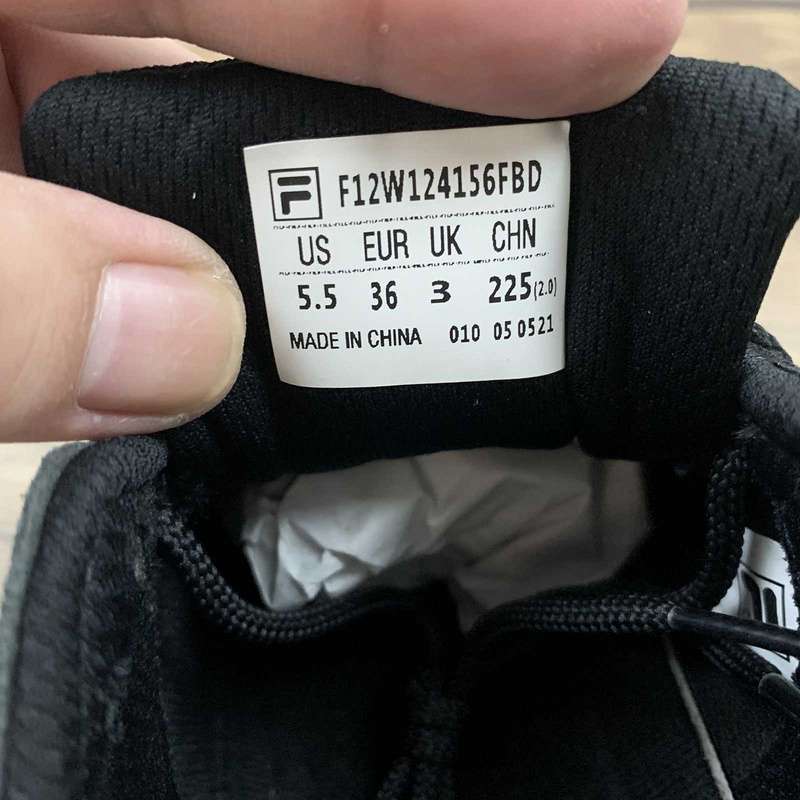 F F12W124156FBD
US EUR UK CHN
5.5 36 3 225(2.0)
MADE IN CHINA 010 05 0521